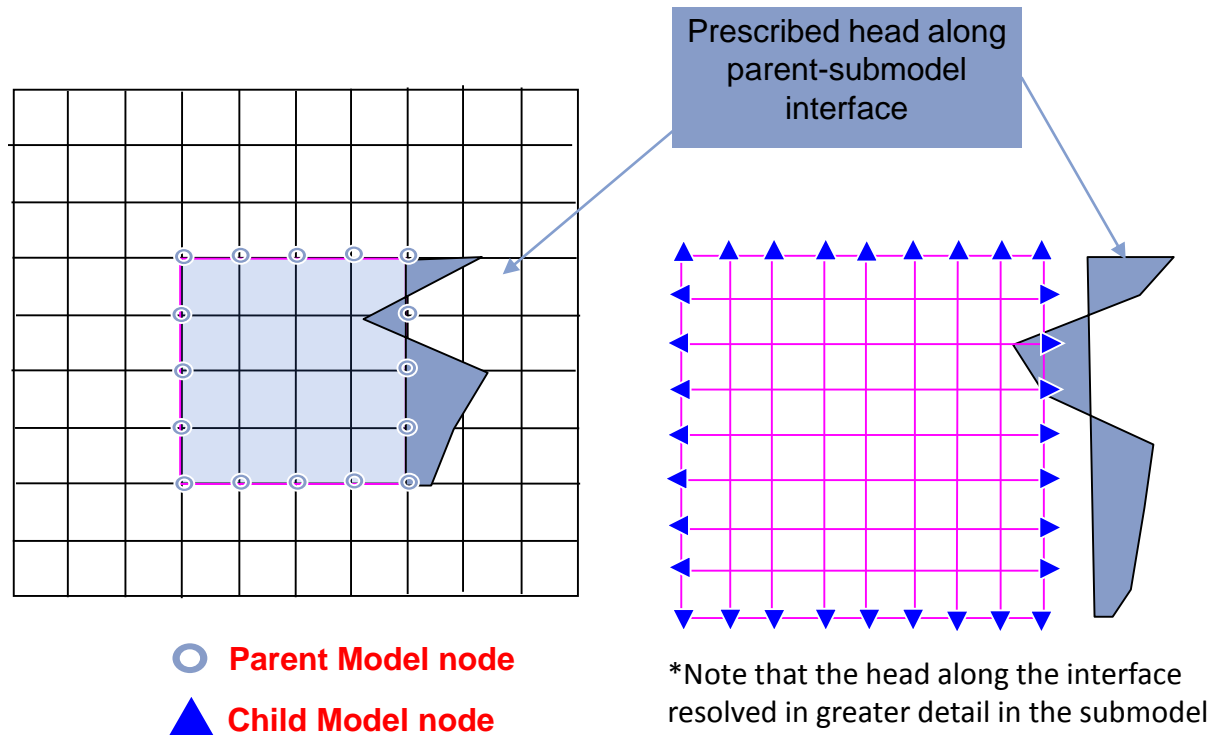 Prescribed head along
parent-submodel
interface
Parent Model node
Child Model node
*Note that the head along the interface
resolved in greater detail in the submodel